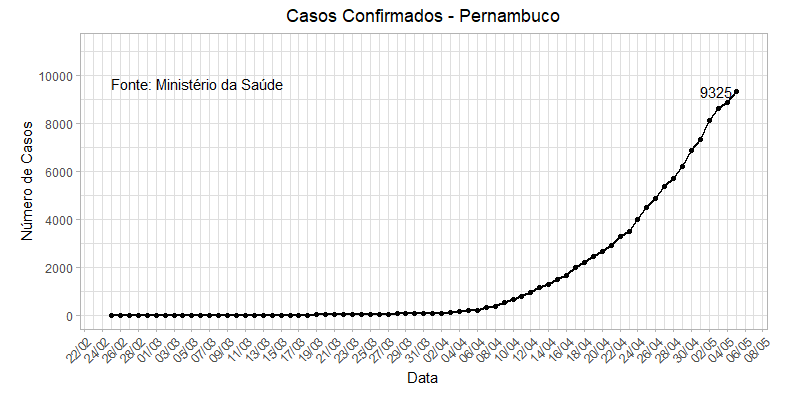 Casos Confirmados - Pernambuco
Fonte: Ministério da Saúde
9325
Número de Casos
10000
8000
6000
4000
2000
0
22/02 24/02 26/02 28/02 01/03 03/03 05/03 07/03 09/03 11/03 13/03 15/03 17/03 19/03 21/03 23/03 25/03 27/03 29/03 31/03 02/04 04/04 06/04 08/04 10/04 12/04 14/04 16/04 18/04 20/04 22/04 24/04 26/04 28/04 30/04 02/05 04/05 06/05 08/05
Data